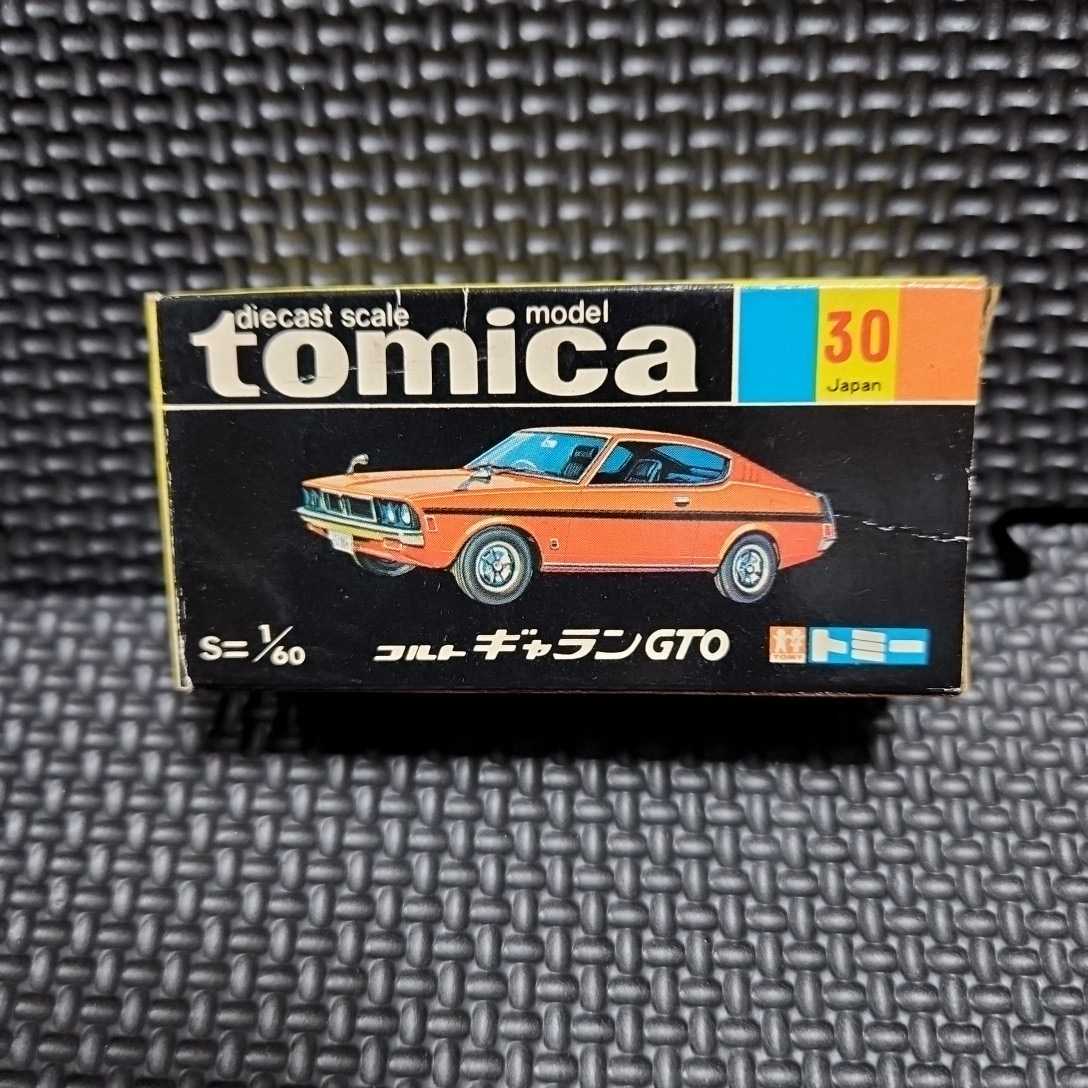 diecast scale model
tomica
30
Japan
S=1/60
コルト ギャランGTO
TOMY
トミー